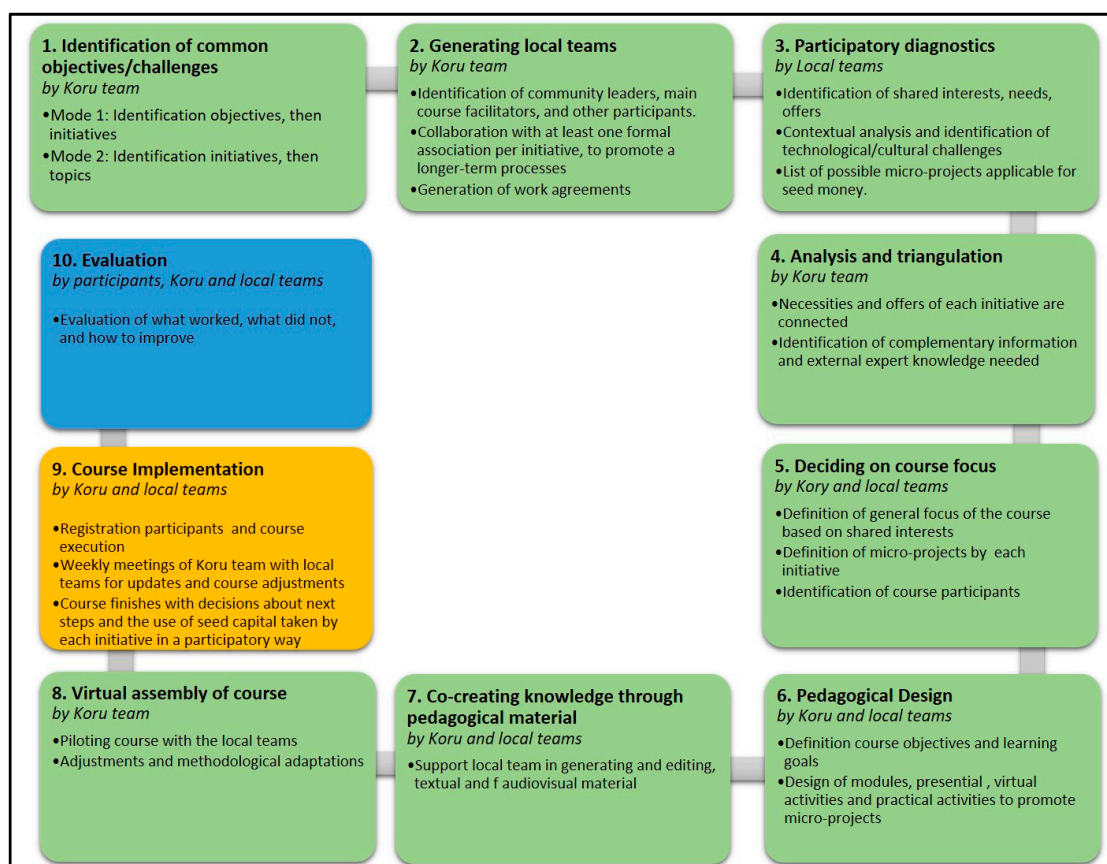 1. Identification of common
objectives/challenges
by Koru team
•Mode 1: Identification objectives, then
initiatives
•Mode 2: Identification initiatives, then
topics
2. Generating local teams
by Koru team
•Identification of community leaders, main
course facilitators, and other participants.
•Collaboration with at least one formal
association per initiative, to promote a
longer-term processes
•Generation of work agreements
3. Participatory diagnostics
by Local teams
•Identification of shared interests, needs,
offers
•Contextual analysis and identification of
technological/cultural challenges
•List of possible micro-projects applicable for
seed money.
4. Analysis and triangulation
by Koru team
•Necessities and offers of each initiative are
connected
•Identification of complementary information
and external expert knowledge needed
5. Deciding on course focus
by Kory and local teams
•Definition of general focus of the course
based on shared interests
•Definition of micro-projects by each
initiative
•Identification of course participants
6. Pedagogical Design
by Koru and local teams
•Definition course objectives and learning
goals
•Design of modules, presential , virtual
activities and practical activities to promote
micro-projects
7. Co-creating knowledge through
pedagogical material
by Koru and local teams
•Support local team in generating and editing,
textual and f audiovisual material
8. Virtual assembly of course
by Koru team
•Piloting course with the local teams
•Adjustments and methodological adaptations
9. Course Implementation
by Koru and local teams
•Registration participants and course
execution
•Weekly meetings of Koru team with local
teams for updates and course adjustments
•Course finishes with decisions about next
steps and the use of seed capital taken by
each initiative in a participatory way
10. Evaluation
by participants, Koru and local teams
•Evaluation of what worked, what did not,
and how to improve